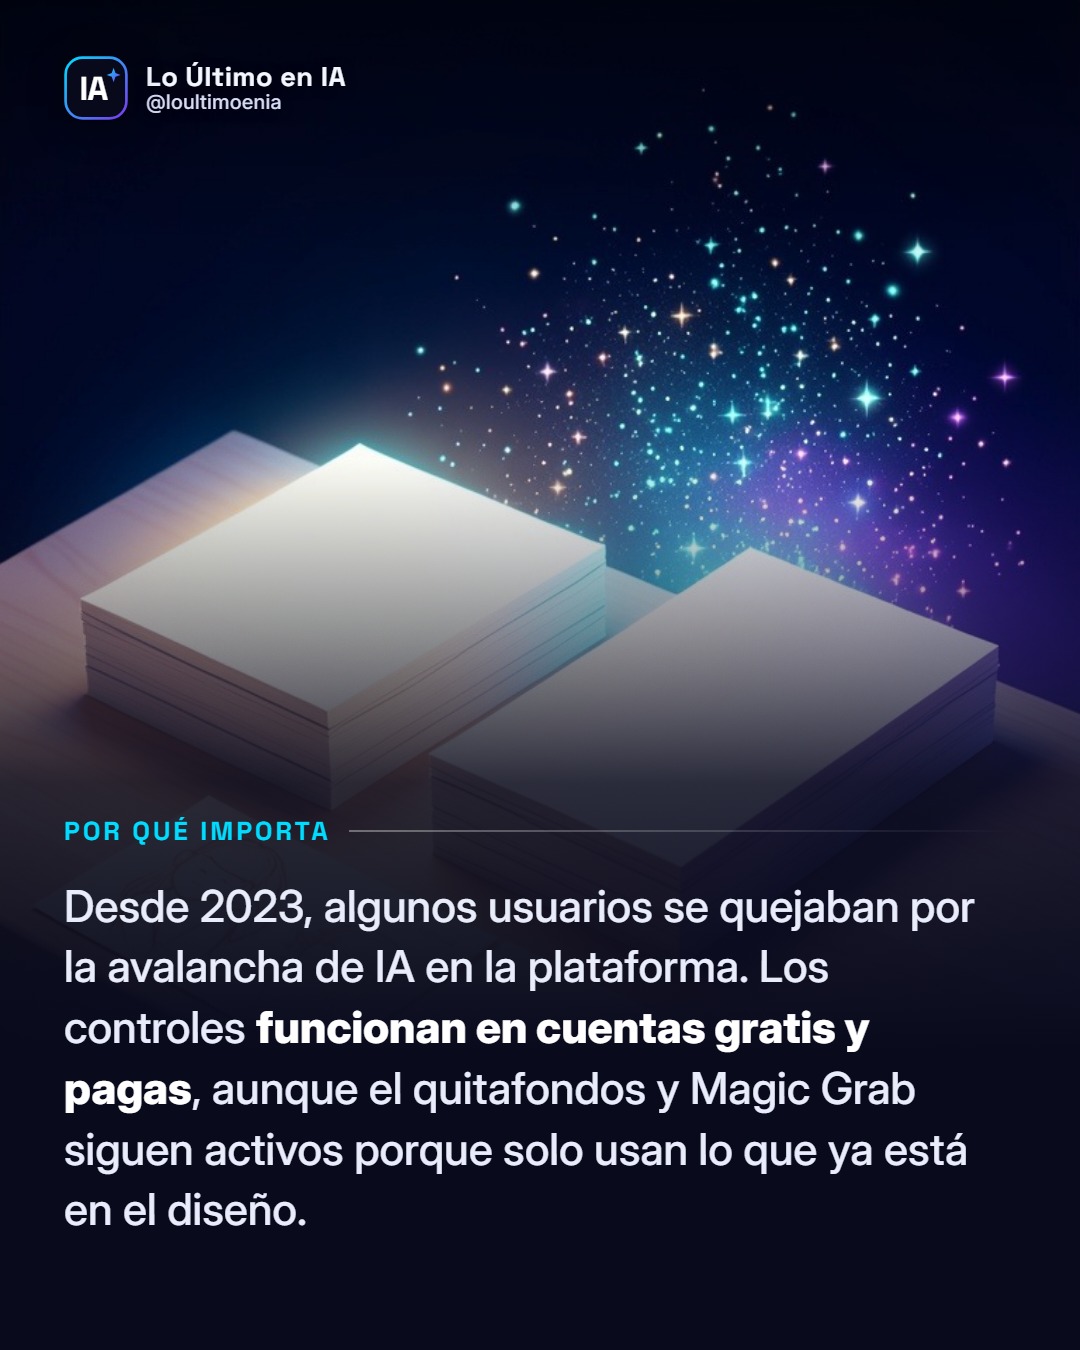 IA
Lo Último en IA
@loultimoenia
POR QUÉ IMPORTA
Desde 2023, algunos usuarios se quejaban por
la avalancha de IA en la plataforma. Los
controles funcionan en cuentas gratis y
pagas, aunque el quitafondos y Magic Grab
siguen activos porque solo usan lo que ya está
en el diseño.